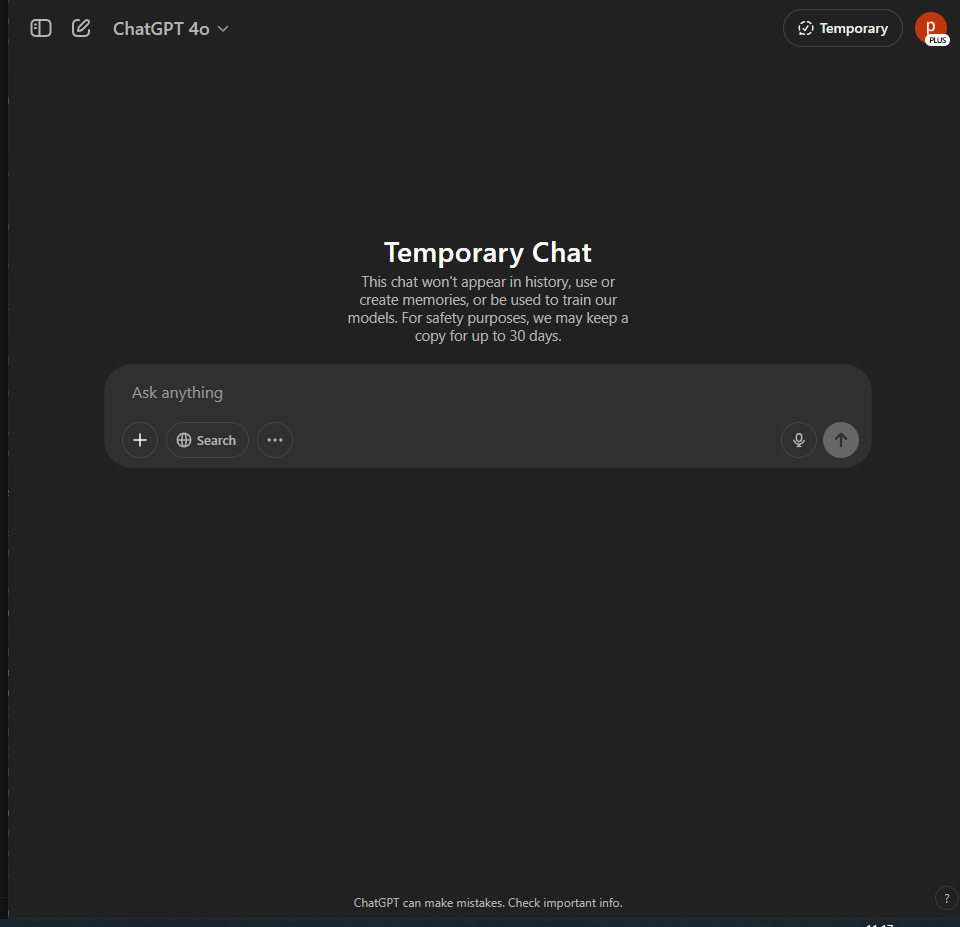 ChatGPT 4o
Temporary
p
PLUS
Temporary Chat
This chat won't appear in history, use or
create memories, or be used to train our
models. For safety purposes, we may keep a
copy for up to 30 days.
Ask anything
Search
ChatGPT can make mistakes. Check important info.
?